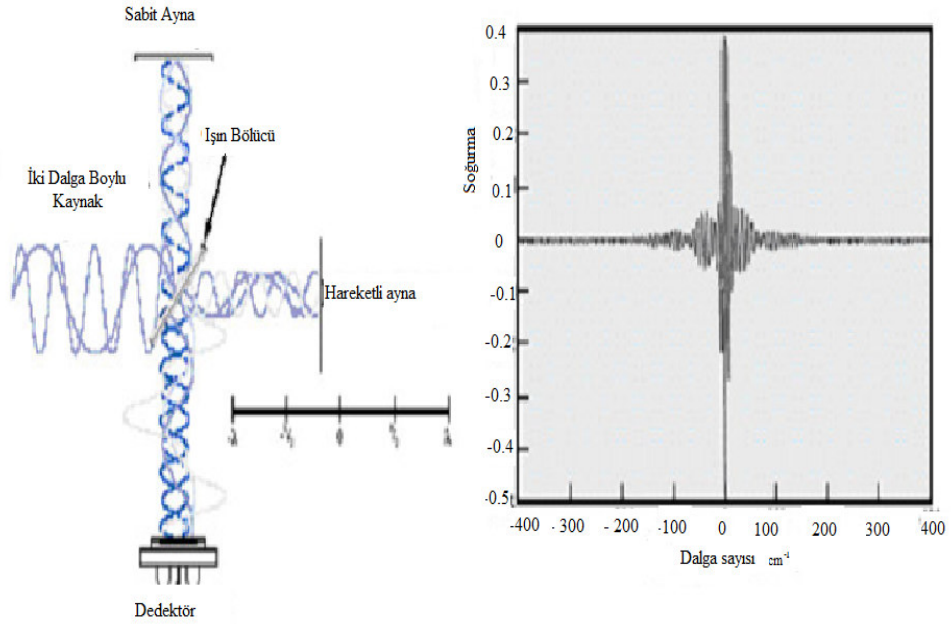 Sabit Ayna
Işın Bölücü
İki Dalga Boylu
Kaynak
Hareketli ayna
Dedektör
Soğurma
0.4
0.3
0.2
0.1
0
-0.1
-0.2
-0.3
-0.4
-0.5
-400 - 300 - 200 -100 0 100 200 300 400
Dalga sayısı cm⁻¹